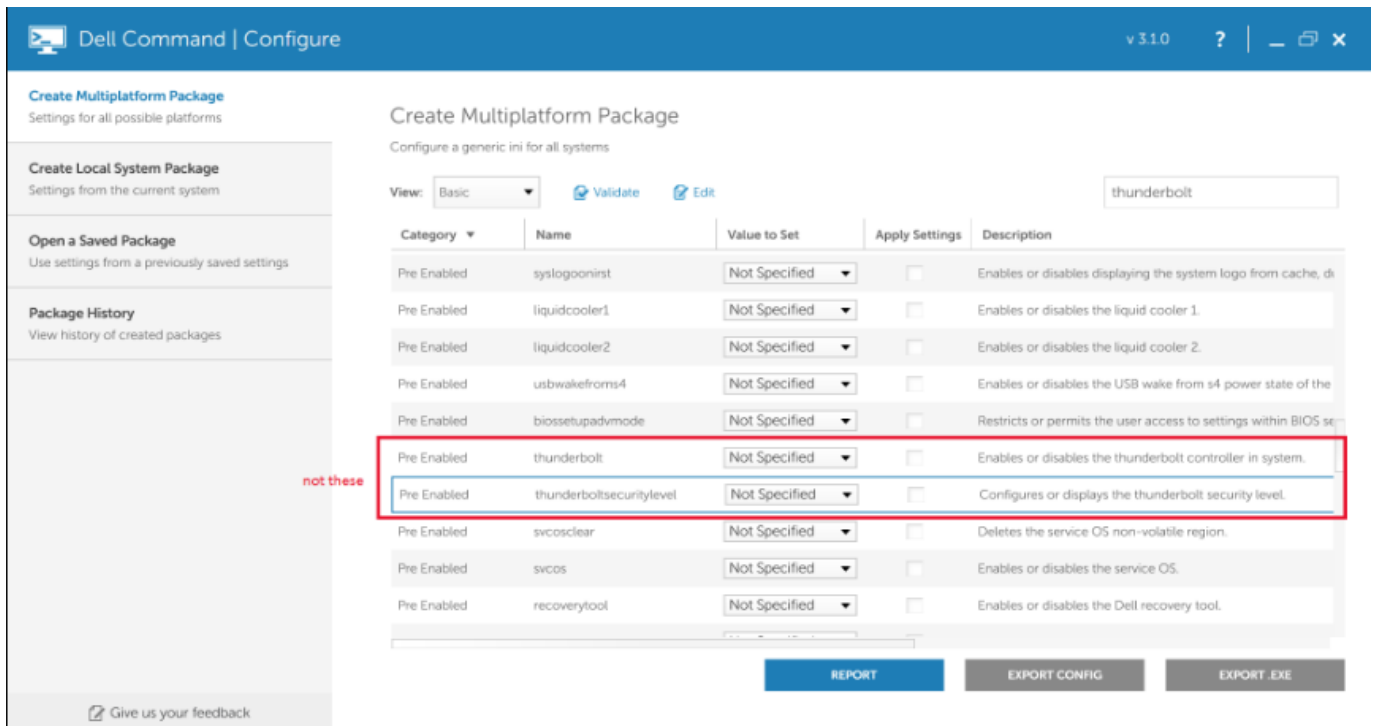 Dell Command | Configure
v 3.1.0 ?
Create Multiplatform Package
Settings for all possible platforms
Create Local System Package
Settings from the current system
Open a Saved Package
Use settings from a previously saved settings
Package History
View history of created packages
Give us your feedback
Create Multiplatform Package
Configure a generic ini for all systems
View: Basic Validate Edit thunderbolt
Category Name Value to Set Apply Settings Description
Pre Enabled syslogoonirst Not Specified Enables or disables displaying the system logo from cache, du
Pre Enabled liquidcooler1 Not Specified Enables or disables the liquid cooler 1.
Pre Enabled liquidcooler2 Not Specified Enables or disables the liquid cooler 2.
Pre Enabled usbwakefroms4 Not Specified Enables or disables the USB wake from s4 power state of the
Pre Enabled biossetupadvmode Not Specified Restricts or permits the user access to settings within BIOS se
Pre Enabled thunderbolt Not Specified Enables or disables the thunderbolt controller in system.
not these
Pre Enabled thunderboltsecuritylevel Not Specified Configures or displays the thunderbolt security level.
Pre Enabled svcosclear Not Specified Deletes the service OS non-volatile region.
Pre Enabled svcos Not Specified Enables or disables the service OS.
Pre Enabled recoverytool Not Specified Enables or disables the Dell recovery tool.
REPORT EXPORT CONFIG EXPORT .EXE